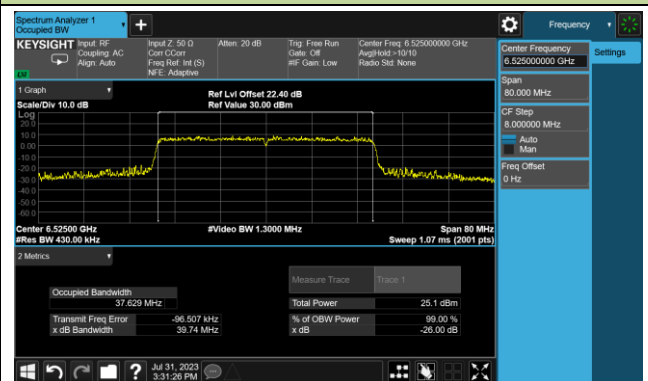 Spectrum Analyzer 1
Occupied BW
Frequency
KEYSIGHT
Input: RF
Coupling: AC
Align: Auto
Input Z: 50 Ω
Corr CCorr
Freq Ref: Int (S)
NFE: Adaptive
Atten: 20 dB
Trig: Free Run
Gate: Off
#IF Gain: Low
Center Freq: 6.525000000 GHz
Avg|Hold:>10/10
Radio Std: None
Center Frequency
6.525000000 GHz
Settings
Span
80.000 MHz
CF Step
8.000000 MHz
Auto
Man
Freq Offset
0 Hz
1 Graph
Scale/Div 10.0 dB
Ref Lvl Offset 22.40 dB
Ref Value 30.00 dBm
Log
20.0
10.0
0.00
-10.0
-20.0
-30.0
-40.0
-50.0
-60.0
Center 6.52500 GHz
#Res BW 430.00 kHz
#Video BW 1.3000 MHz
Span 80 MHz
Sweep 1.07 ms (2001 pts)
2 Metrics
Measure Trace
Trace 1
Occupied Bandwidth
37.629 MHz
Total Power
25.1 dBm
Transmit Freq Error
-96.507 kHz
% of OBW Power
99.00 %
x dB Bandwidth
39.74 MHz
x dB
-26.00 dB
Jul 31, 2023
3:31:26 PM